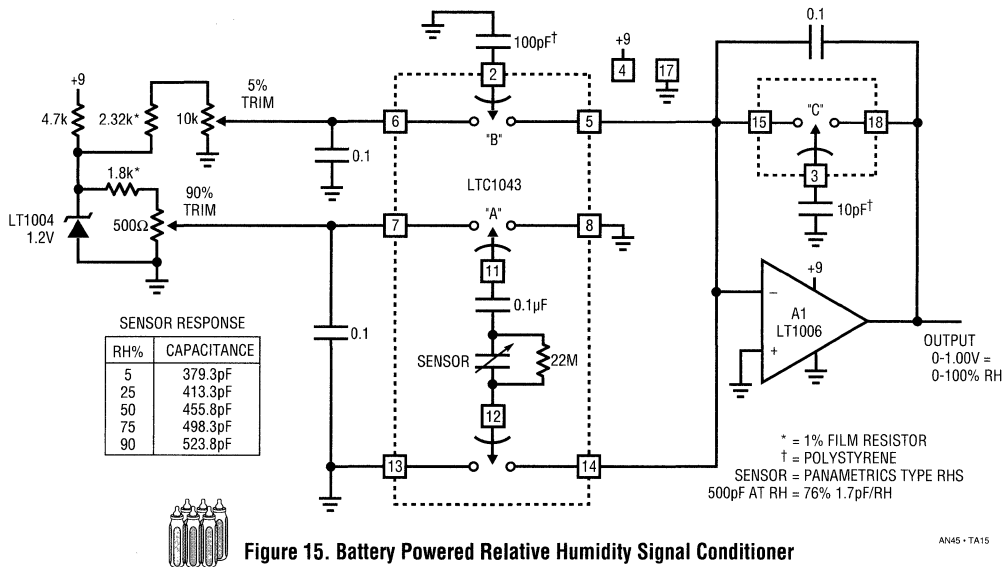 0.1
100pF†
+9
4
17
2
+9
5%
TRIM
4.7k
2.32k*
10k
6
"B"
5
15
"C"
18
0.1
3
LTC1043
10pF†
1.8k*
90%
TRIM
LT1004
1.2V
500Ω
7
"A"
8
11
0.1µF
+9
A1
LT1006
−
+
OUTPUT
0-1.00V =
0-100% RH
0.1
SENSOR
22M
12
13
14
SENSOR RESPONSE
RH% CAPACITANCE
5 379.3pF
25 413.3pF
50 455.8pF
75 498.3pF
90 523.8pF
* = 1% FILM RESISTOR
† = POLYSTYRENE
SENSOR = PANAMETRICS TYPE RHS
500pF AT RH = 76% 1.7pF/RH
Figure 15. Battery Powered Relative Humidity Signal Conditioner
AN45 • TA15